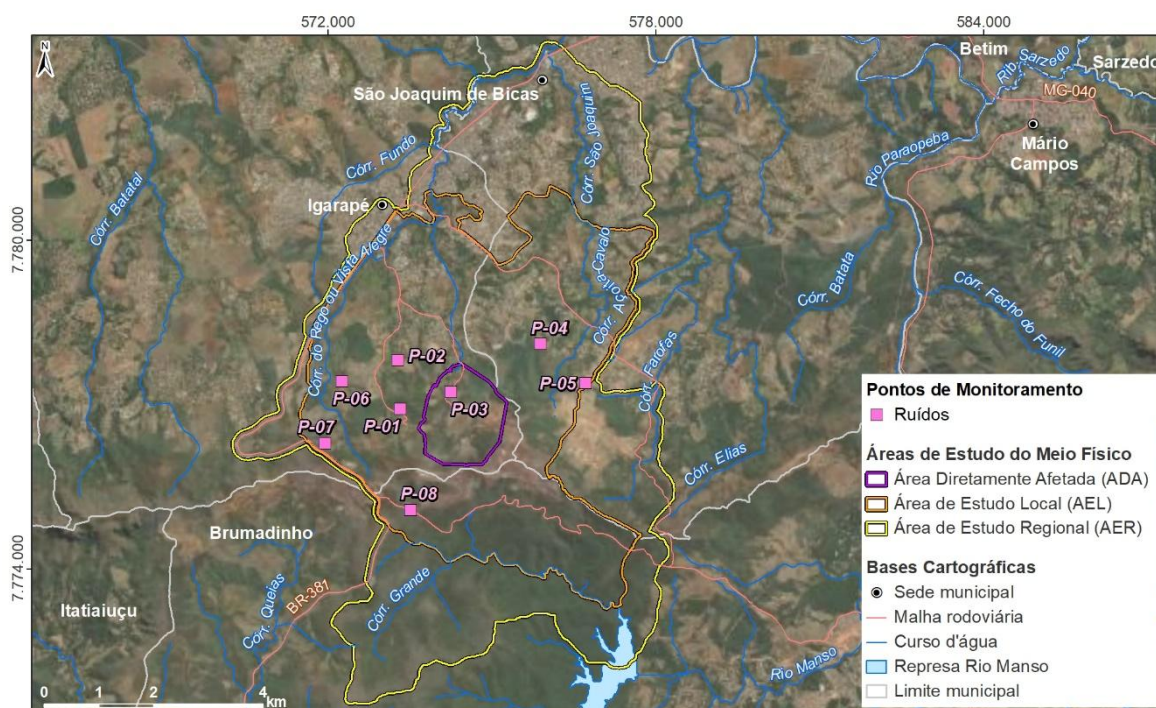 572.000
578.000
584.000
N
Betim
Rib. Sarzedo
Sarzedo
MG-040
São Joaquim de Bicas
Córr. São Joaquim
Mário
Campos
Rio Paraopeba
Córr. Fundo
Córr. Batatal
Igarapé
7.780.000
Córr. do Rego ou Vista Alegre
Córr. Açoita Cavalo
Córr. Batata
Córr. Fecho do Funil
P-04
P-02
Córr. Farofas
P-05
P-06
P-03
P-01
P-07
Córr. Elias
P-08
Brumadinho
7.774.000
Itatiaiuçu
Córr. Queias
BR-381
Córr. Grande
Rio Manso
0 1 2 4
km
Pontos de Monitoramento
Ruídos
Áreas de Estudo do Meio Físico
Área Diretamente Afetada (ADA)
Área de Estudo Local (AEL)
Área de Estudo Regional (AER)
Bases Cartográficas
Sede municipal
Malha rodoviária
Curso d'água
Represa Rio Manso
Limite municipal